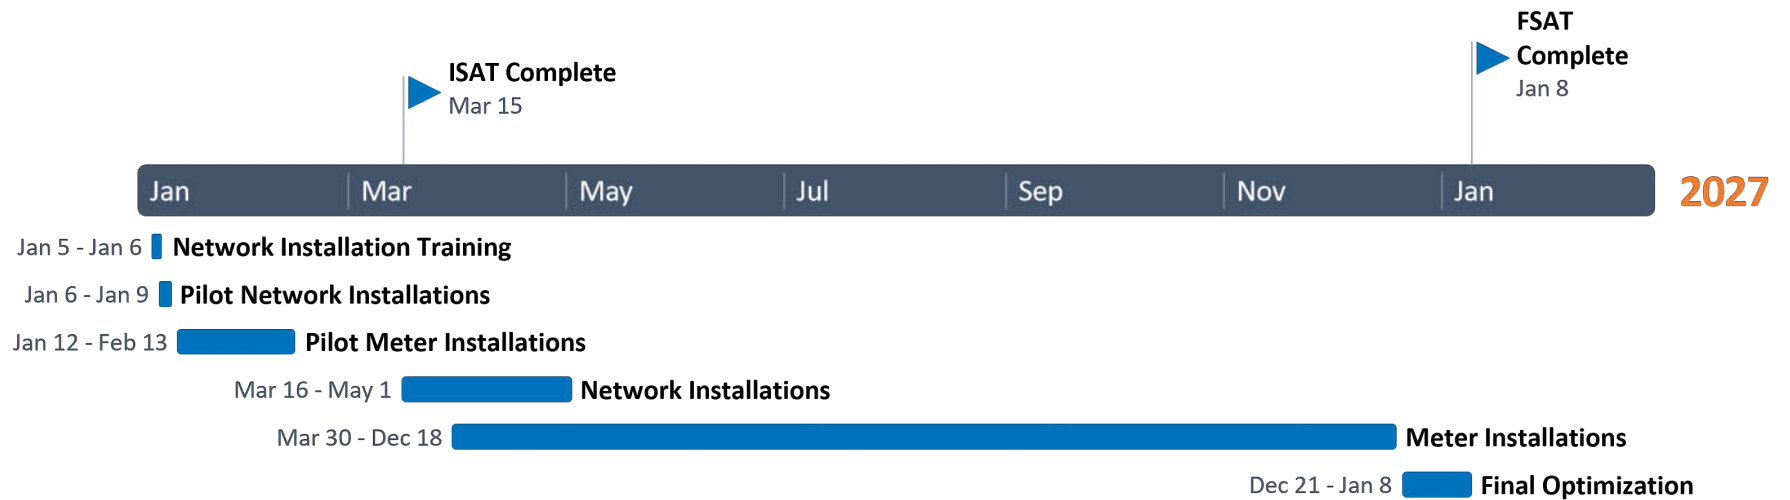 FSAT
Complete
Jan 8
ISAT Complete
Mar 15
Jan Mar May Jul Sep Nov Jan 2027
Jan 5 - Jan 6 Network Installation Training
Jan 6 - Jan 9 Pilot Network Installations
Jan 12 - Feb 13 Pilot Meter Installations
Mar 16 - May 1 Network Installations
Mar 30 - Dec 18 Meter Installations
Dec 21 - Jan 8 Final Optimization